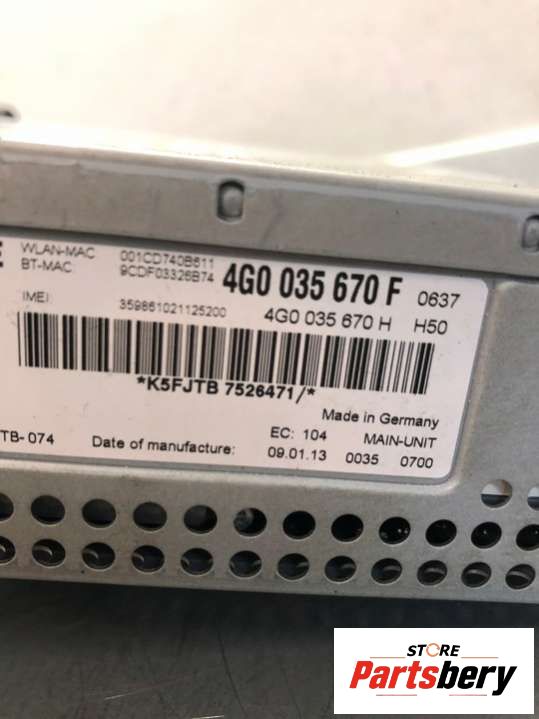 WLAN-MAC 001CD740B611
BT-MAC: 9CDF03326B74
4G0 035 670 F 0637
IMEI: 359861021125200
4G0 035 670 H H50
*K5FJTB 7526471/*
Made in Germany
TB-074 EC: 104 MAIN-UNIT
Date of manufacture: 09.01.13 0035 0700
STORE
Partsbery